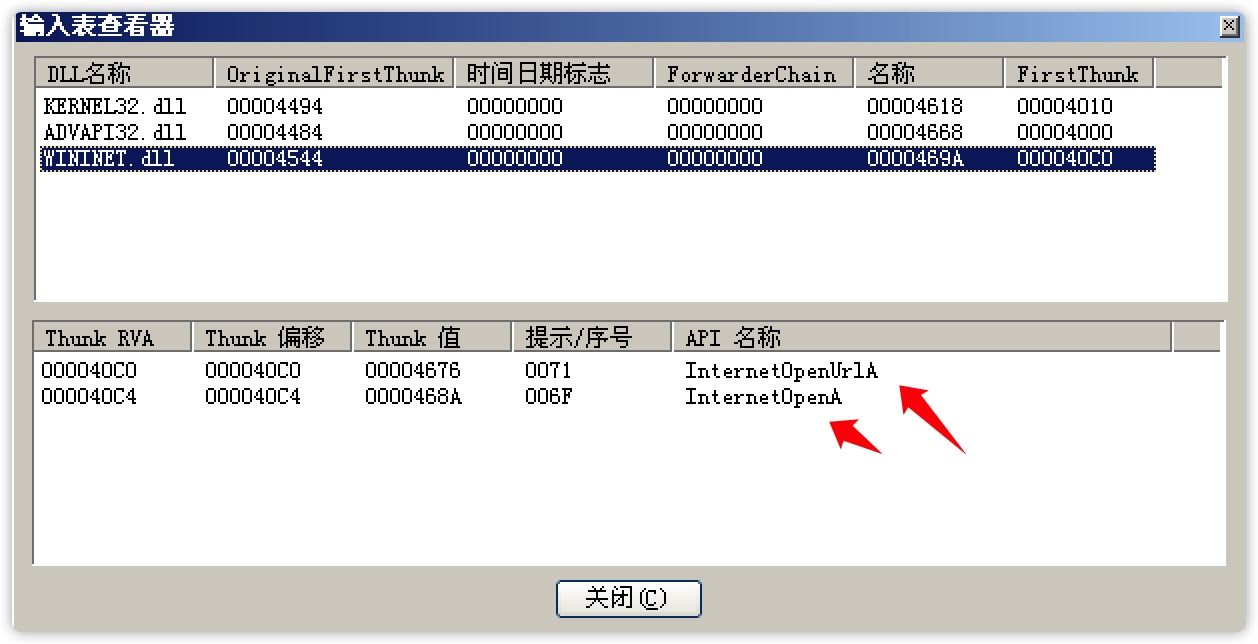 输入表查看器
DLL名称 OriginalFirstThunk 时间日期标志 ForwarderChain 名称 FirstThunk
KERNEL32.dll 00004494 00000000 00000000 00004618 00004010
ADVAPI32.dll 00004484 00000000 00000000 00004668 00004000
WININET.dll 00004544 00000000 00000000 0000469A 000040C0
Thunk RVA Thunk 偏移 Thunk 值 提示/序号 API 名称
000040C0 000040C0 00004676 0071 InternetOpenUrlA
000040C4 000040C4 0000468A 006F InternetOpenA
关闭(C)